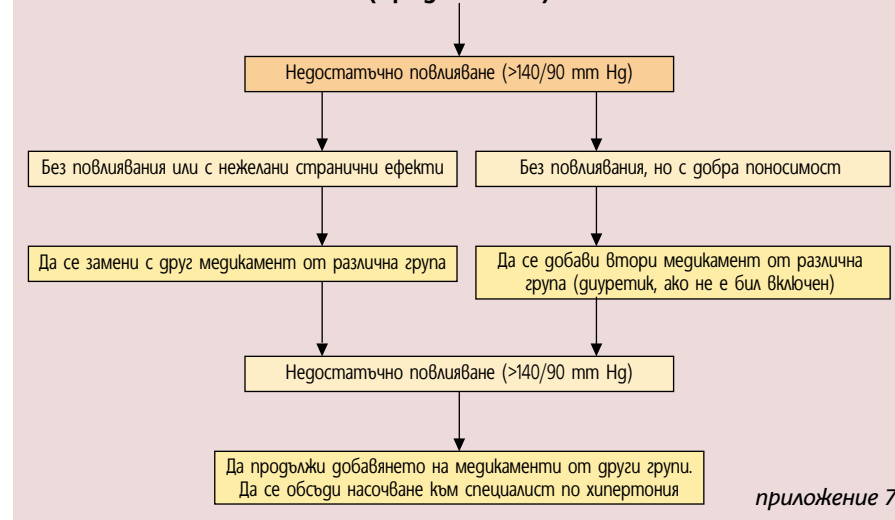 Недостатъчно повлияване (>140/90 mm Hg)
Без повлиявания или с нежелани странични ефекти
Без повлиявания, но с добра поносимост
Да се замени с друг медикамент от различна група
Да се добави втори медикамент от различна
група (диуретик, ако не е бил включен)
Недостатъчно повлияване (>140/90 mm Hg)
Да продължи добавянето на медикаменти от други групи.
Да се обсъди насочване към специалист по хипертония
приложение 7